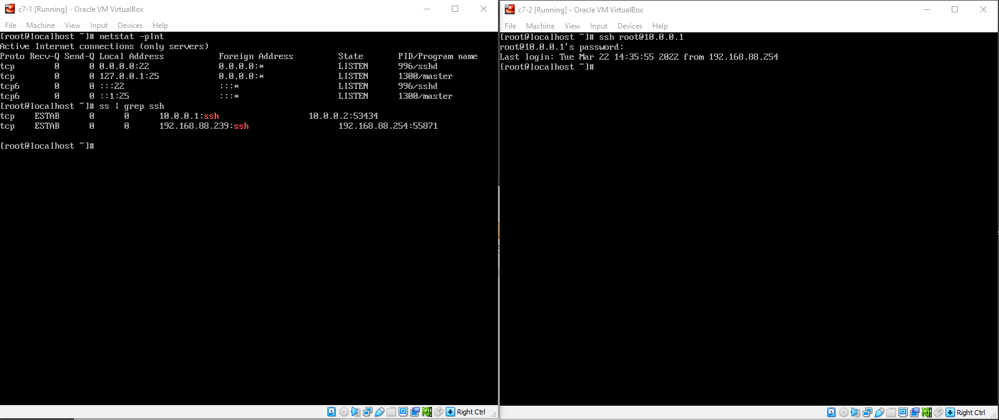 c7-1 [Running] - Oracle VM VirtualBox
File Machine View Input Devices Help
[root@localhost ~]# netstat -plnt
Active Internet connections (only servers)
Proto Recv-Q Send-Q Local Address Foreign Address State PID/Program name
tcp 0 0 0.0.0.0:22 0.0.0.0:* LISTEN 996/sshd
tcp 0 0 127.0.0.1:25 0.0.0.0:* LISTEN 1300/master
tcp6 0 0 :::22 :::* LISTEN 996/sshd
tcp6 0 0 ::1:25 :::* LISTEN 1300/master
[root@localhost ~]# ss | grep ssh
tcp ESTAB 0 0 10.0.0.1:ssh 10.0.0.2:53434
tcp ESTAB 0 0 192.168.88.239:ssh 192.168.88.254:55871
[root@localhost ~]#
Right Ctrl
c7-2 [Running] - Oracle VM VirtualBox
File Machine View Input Devices Help
[root@localhost ~]# ssh root@10.0.0.1
root@10.0.0.1's password:
Last login: Tue Mar 22 14:35:55 2022 from 192.168.88.254
[root@localhost ~]#
Right Ctrl